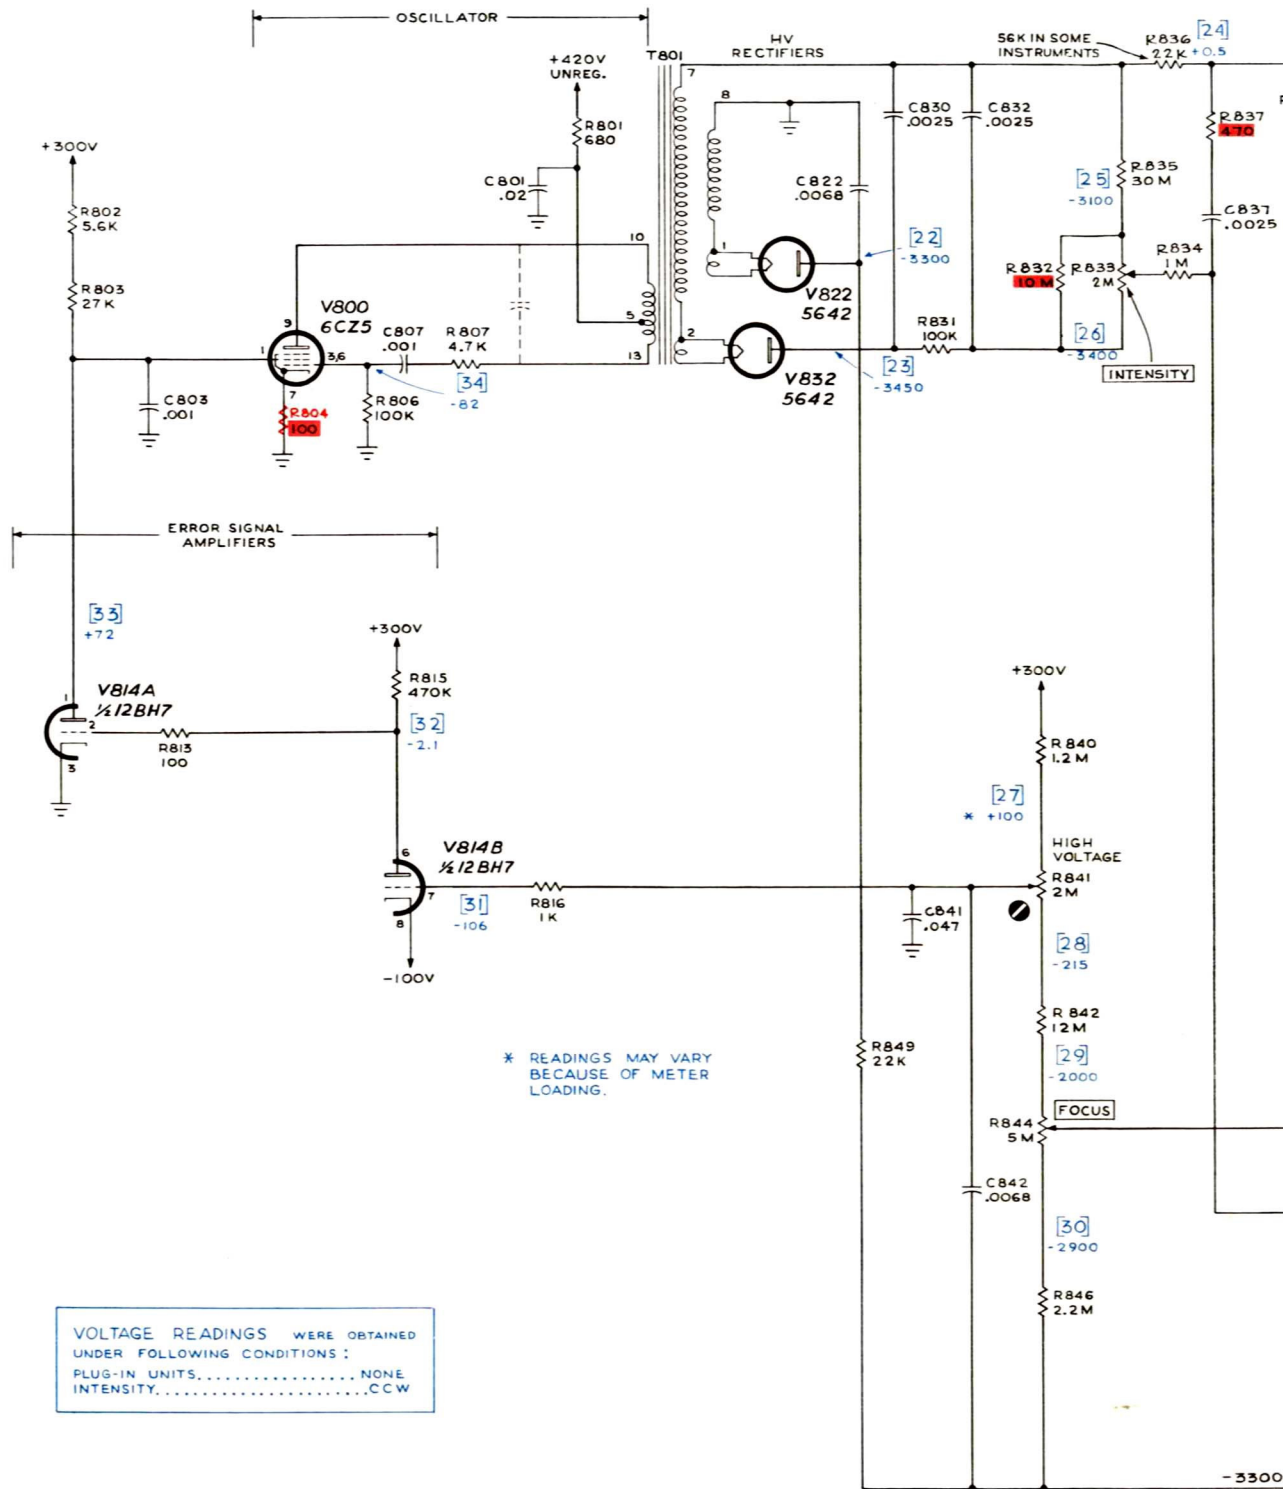 OSCILLATOR
+420V
UNREG.
T801
7
HV
RECTIFIERS
56K IN SOME
INSTRUMENTS
R836
22K
[24]
+0.5
R
R801
680
C801
.02
8
C822
.0068
C830
.0025
C832
.0025
R837
470
[25]
-3100
R835
30 M
C837
.0025
+300V
R802
5.6K
R803
27 K
10
1
[22]
-3300
R832
10 M
R833
2M
R834
1 M
V800
6CZ5
9
1
3,6
7
C807
.001
R807
4.7K
5
13
2
V822
5642
R831
100K
[26]
-3400
INTENSITY
C803
.001
R804
100
R806
100K
[34]
-82
V832
5642
[23]
-3450
ERROR SIGNAL
AMPLIFIERS
[33]
+72
+300V
R815
470K
V814A
½ 12BH7
1
2
3
R813
100
[32]
-2.1
+300V
R 840
1.2 M
[27]
* +100
V814B
½ 12BH7
6
7
8
[31]
-106
R816
1K
-100V
C841
.047
HIGH
VOLTAGE
R841
2M
[28]
-215
R 842
12M
[29]
-2000
* READINGS MAY VARY
BECAUSE OF METER
LOADING.
R849
22K
FOCUS
R844
5 M
C842
.0068
[30]
-2900
R846
2.2M
VOLTAGE READINGS WERE OBTAINED
UNDER FOLLOWING CONDITIONS :
PLUG-IN UNITS................. NONE
INTENSITY......................CCW
-3300